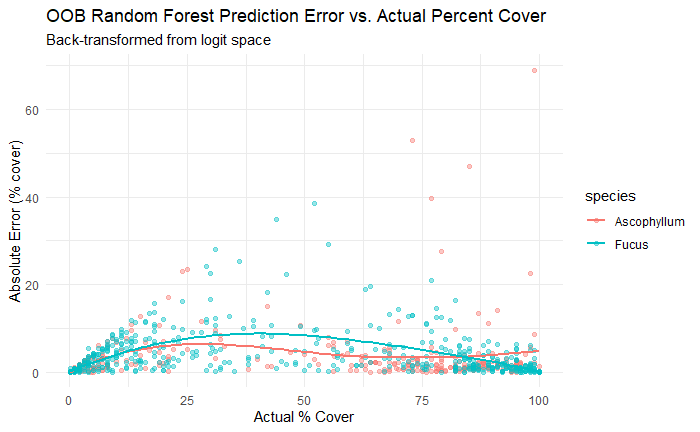 OOB Random Forest Prediction Error vs. Actual Percent Cover
Back-transformed from logit space
Absolute Error (% cover)
60
40
20
0
0
25
50
75
100
Actual % Cover
species
Ascophyllum
Fucus